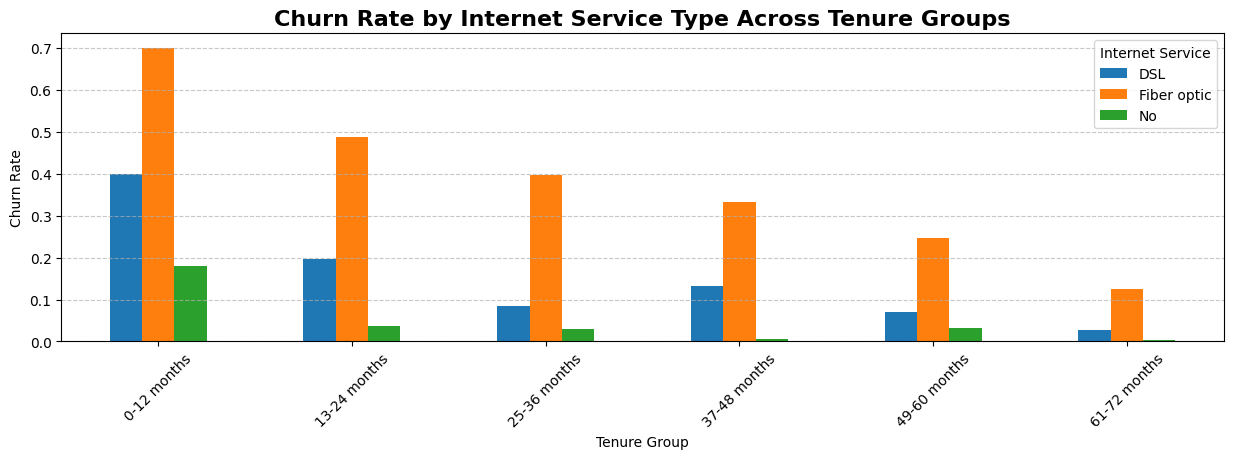 Churn Rate by Internet Service Type Across Tenure Groups
Internet Service
DSL
Fiber optic
No
Churn Rate
0.7
0.6
0.5
0.4
0.3
0.2
0.1
0.0
0-12 months
13-24 months
25-36 months
37-48 months
49-60 months
61-72 months
Tenure Group